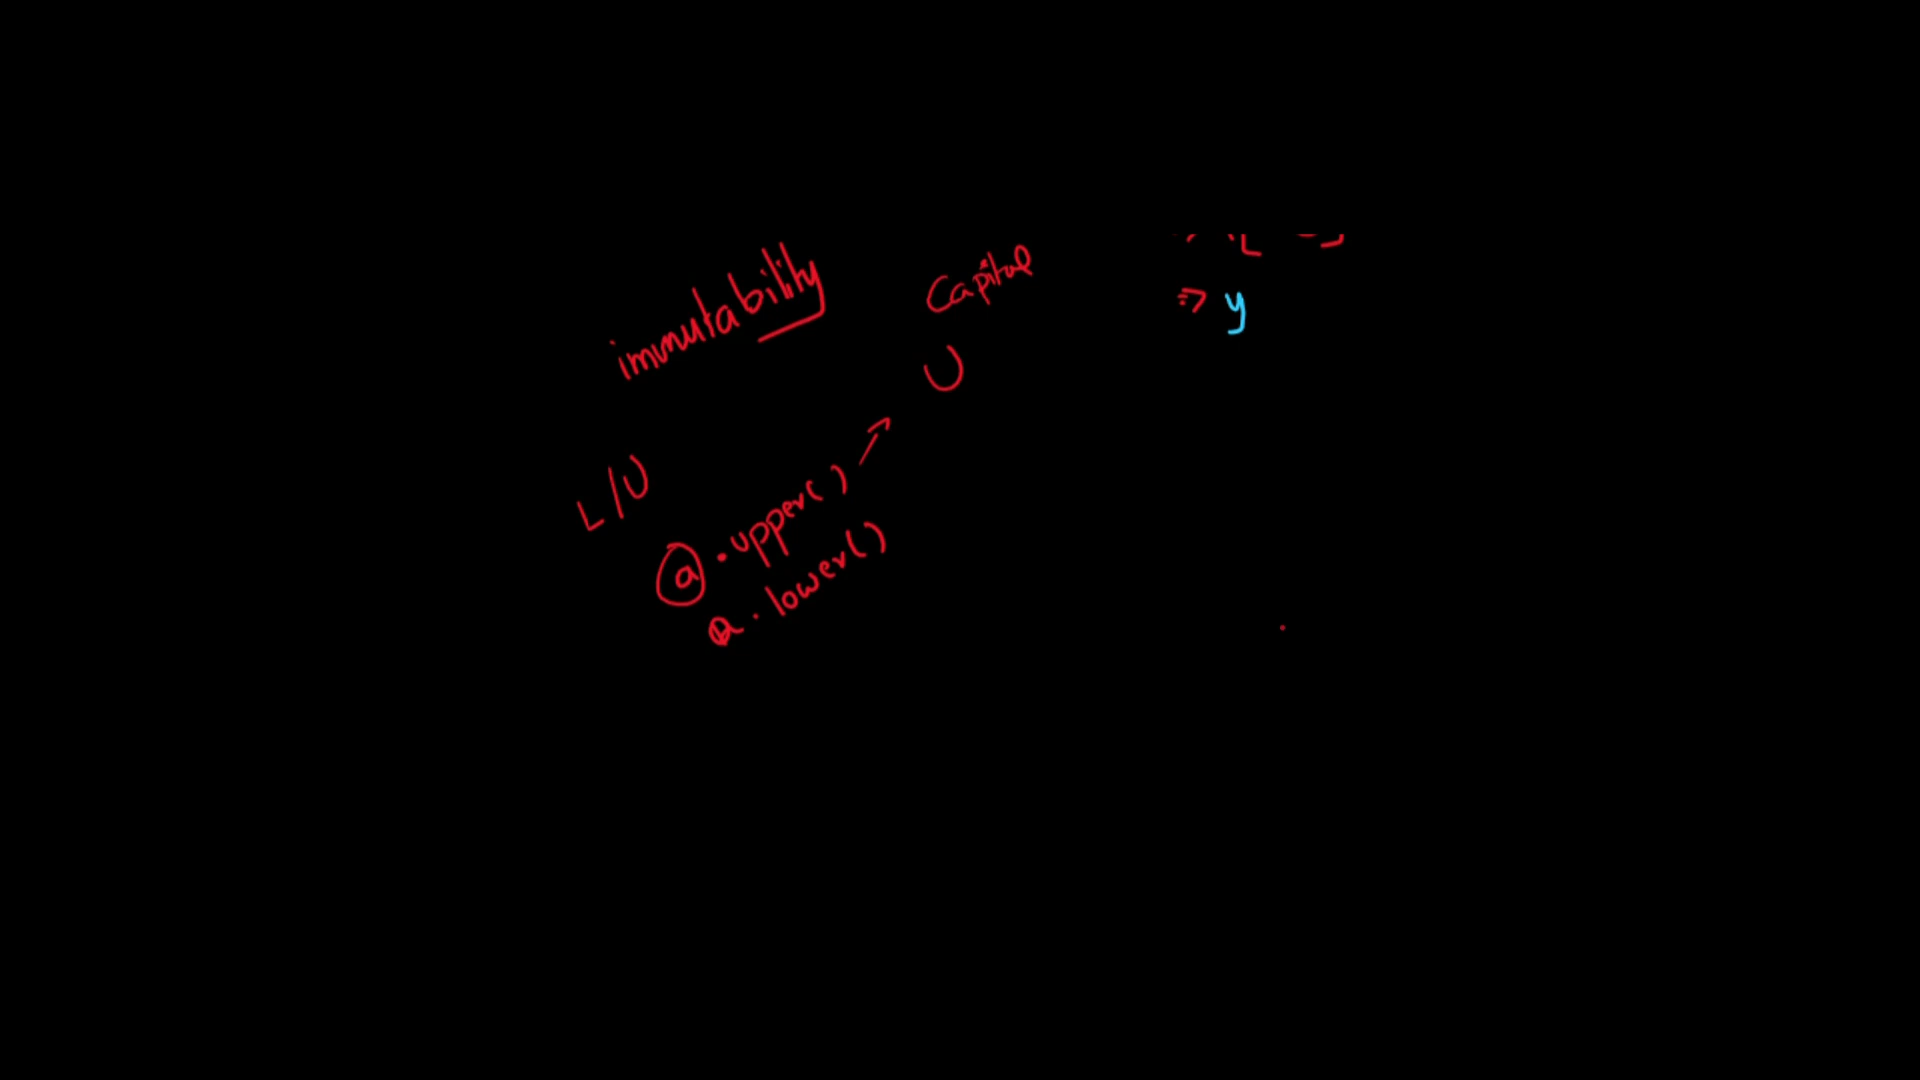 immutability
Capital
⇒ y
U
L/U
a.upper() →
a.lower()